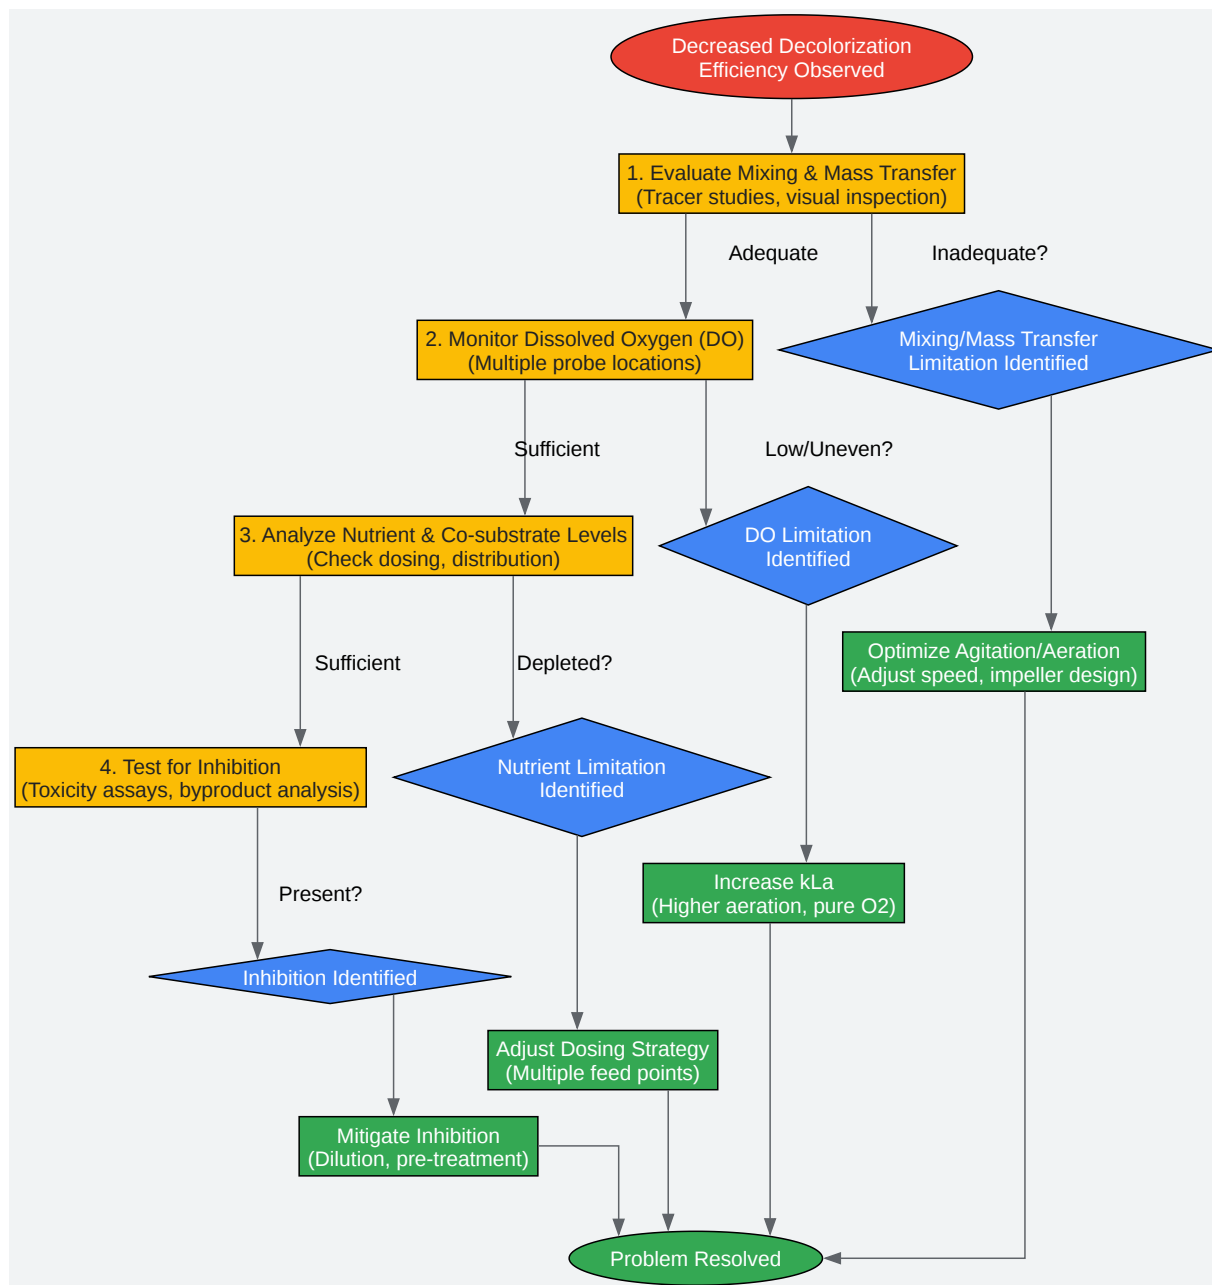 Decreased Decolorization
Efficiency Observed
1. Evaluate Mixing & Mass Transfer
(Tracer studies, visual inspection)
Adequate
Inadequate?
2. Monitor Dissolved Oxygen (DO)
(Multiple probe locations)
Mixing/Mass Transfer
Limitation Identified
Sufficient
Low/Uneven?
3. Analyze Nutrient & Co-substrate Levels
(Check dosing, distribution)
DO Limitation
Identified
Sufficient
Depleted?
Optimize Agitation/Aeration
(Adjust speed, impeller design)
4. Test for Inhibition
(Toxicity assays, byproduct analysis)
Nutrient Limitation
Identified
Present?
Increase kLa
(Higher aeration, pure O2)
Inhibition Identified
Adjust Dosing Strategy
(Multiple feed points)
Mitigate Inhibition
(Dilution, pre-treatment)
Problem Resolved